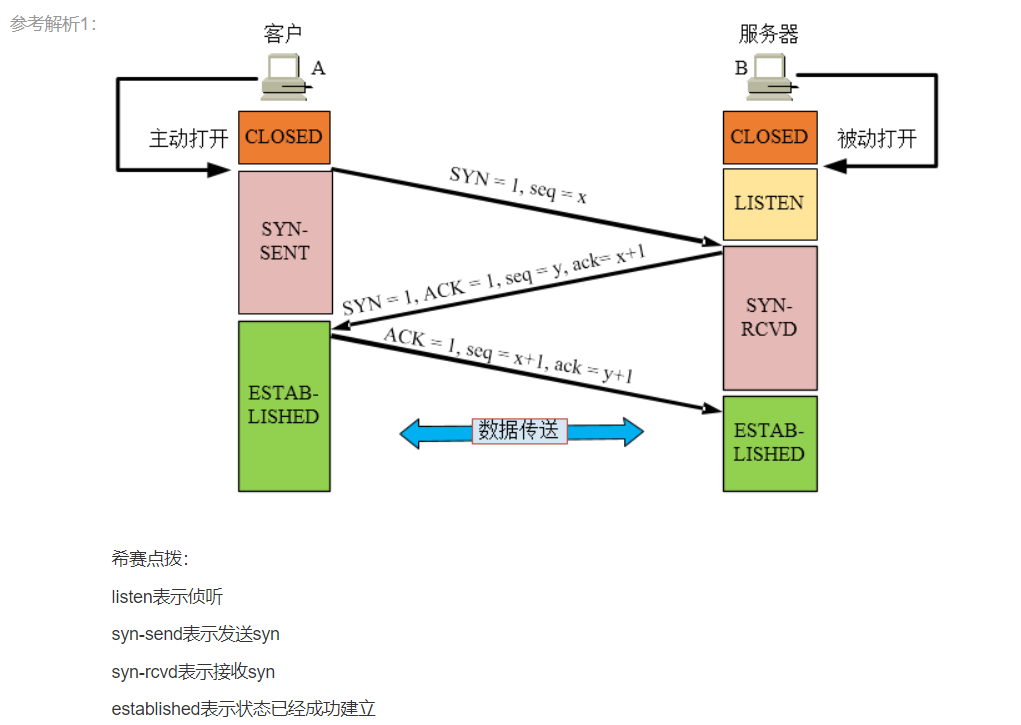 参考解析1:
客户
服务器
A
B
主动打开
CLOSED
CLOSED
被动打开
SYN = 1, seq = x
LISTEN
SYN-
SENT
SYN = 1, ACK = 1, seq = y, ack= x+1
SYN-
RCVD
ACK = 1, seq = x+1, ack = y+1
ESTAB-
LISHED
数据传送
ESTAB-
LISHED
希赛点拨:
listen表示侦听
syn-send表示发送syn
syn-rcvd表示接收syn
established表示状态已经成功建立